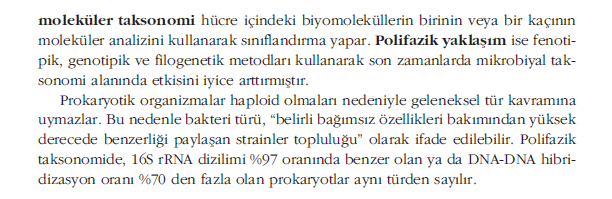 moleküler taksonomi hücre içindeki biyomoleküllerin birinin veya bir kaçının
moleküler analizini kullanarak sınıflandırma yapar. Polifazik yaklaşım ise fenoti-
pik, genotipik ve filogenetik metodları kullanarak son zamanlarda mikrobiyal tak-
sonomi alanında etkisini iyice arttırmıştır.
Prokaryotik organizmalar haploid olmaları nedeniyle geleneksel tür kavramına
uymazlar. Bu nedenle bakteri türü, “belirli bağımsız özellikleri bakımından yüksek
derecede benzerliği paylaşan strainler topluluğu” olarak ifade edilebilir. Polifazik
taksonomide, 16S rRNA dizilimi %97 oranında benzer olan ya da DNA-DNA hibri-
dizasyon oranı %70 den fazla olan prokaryotlar aynı türden sayılır.